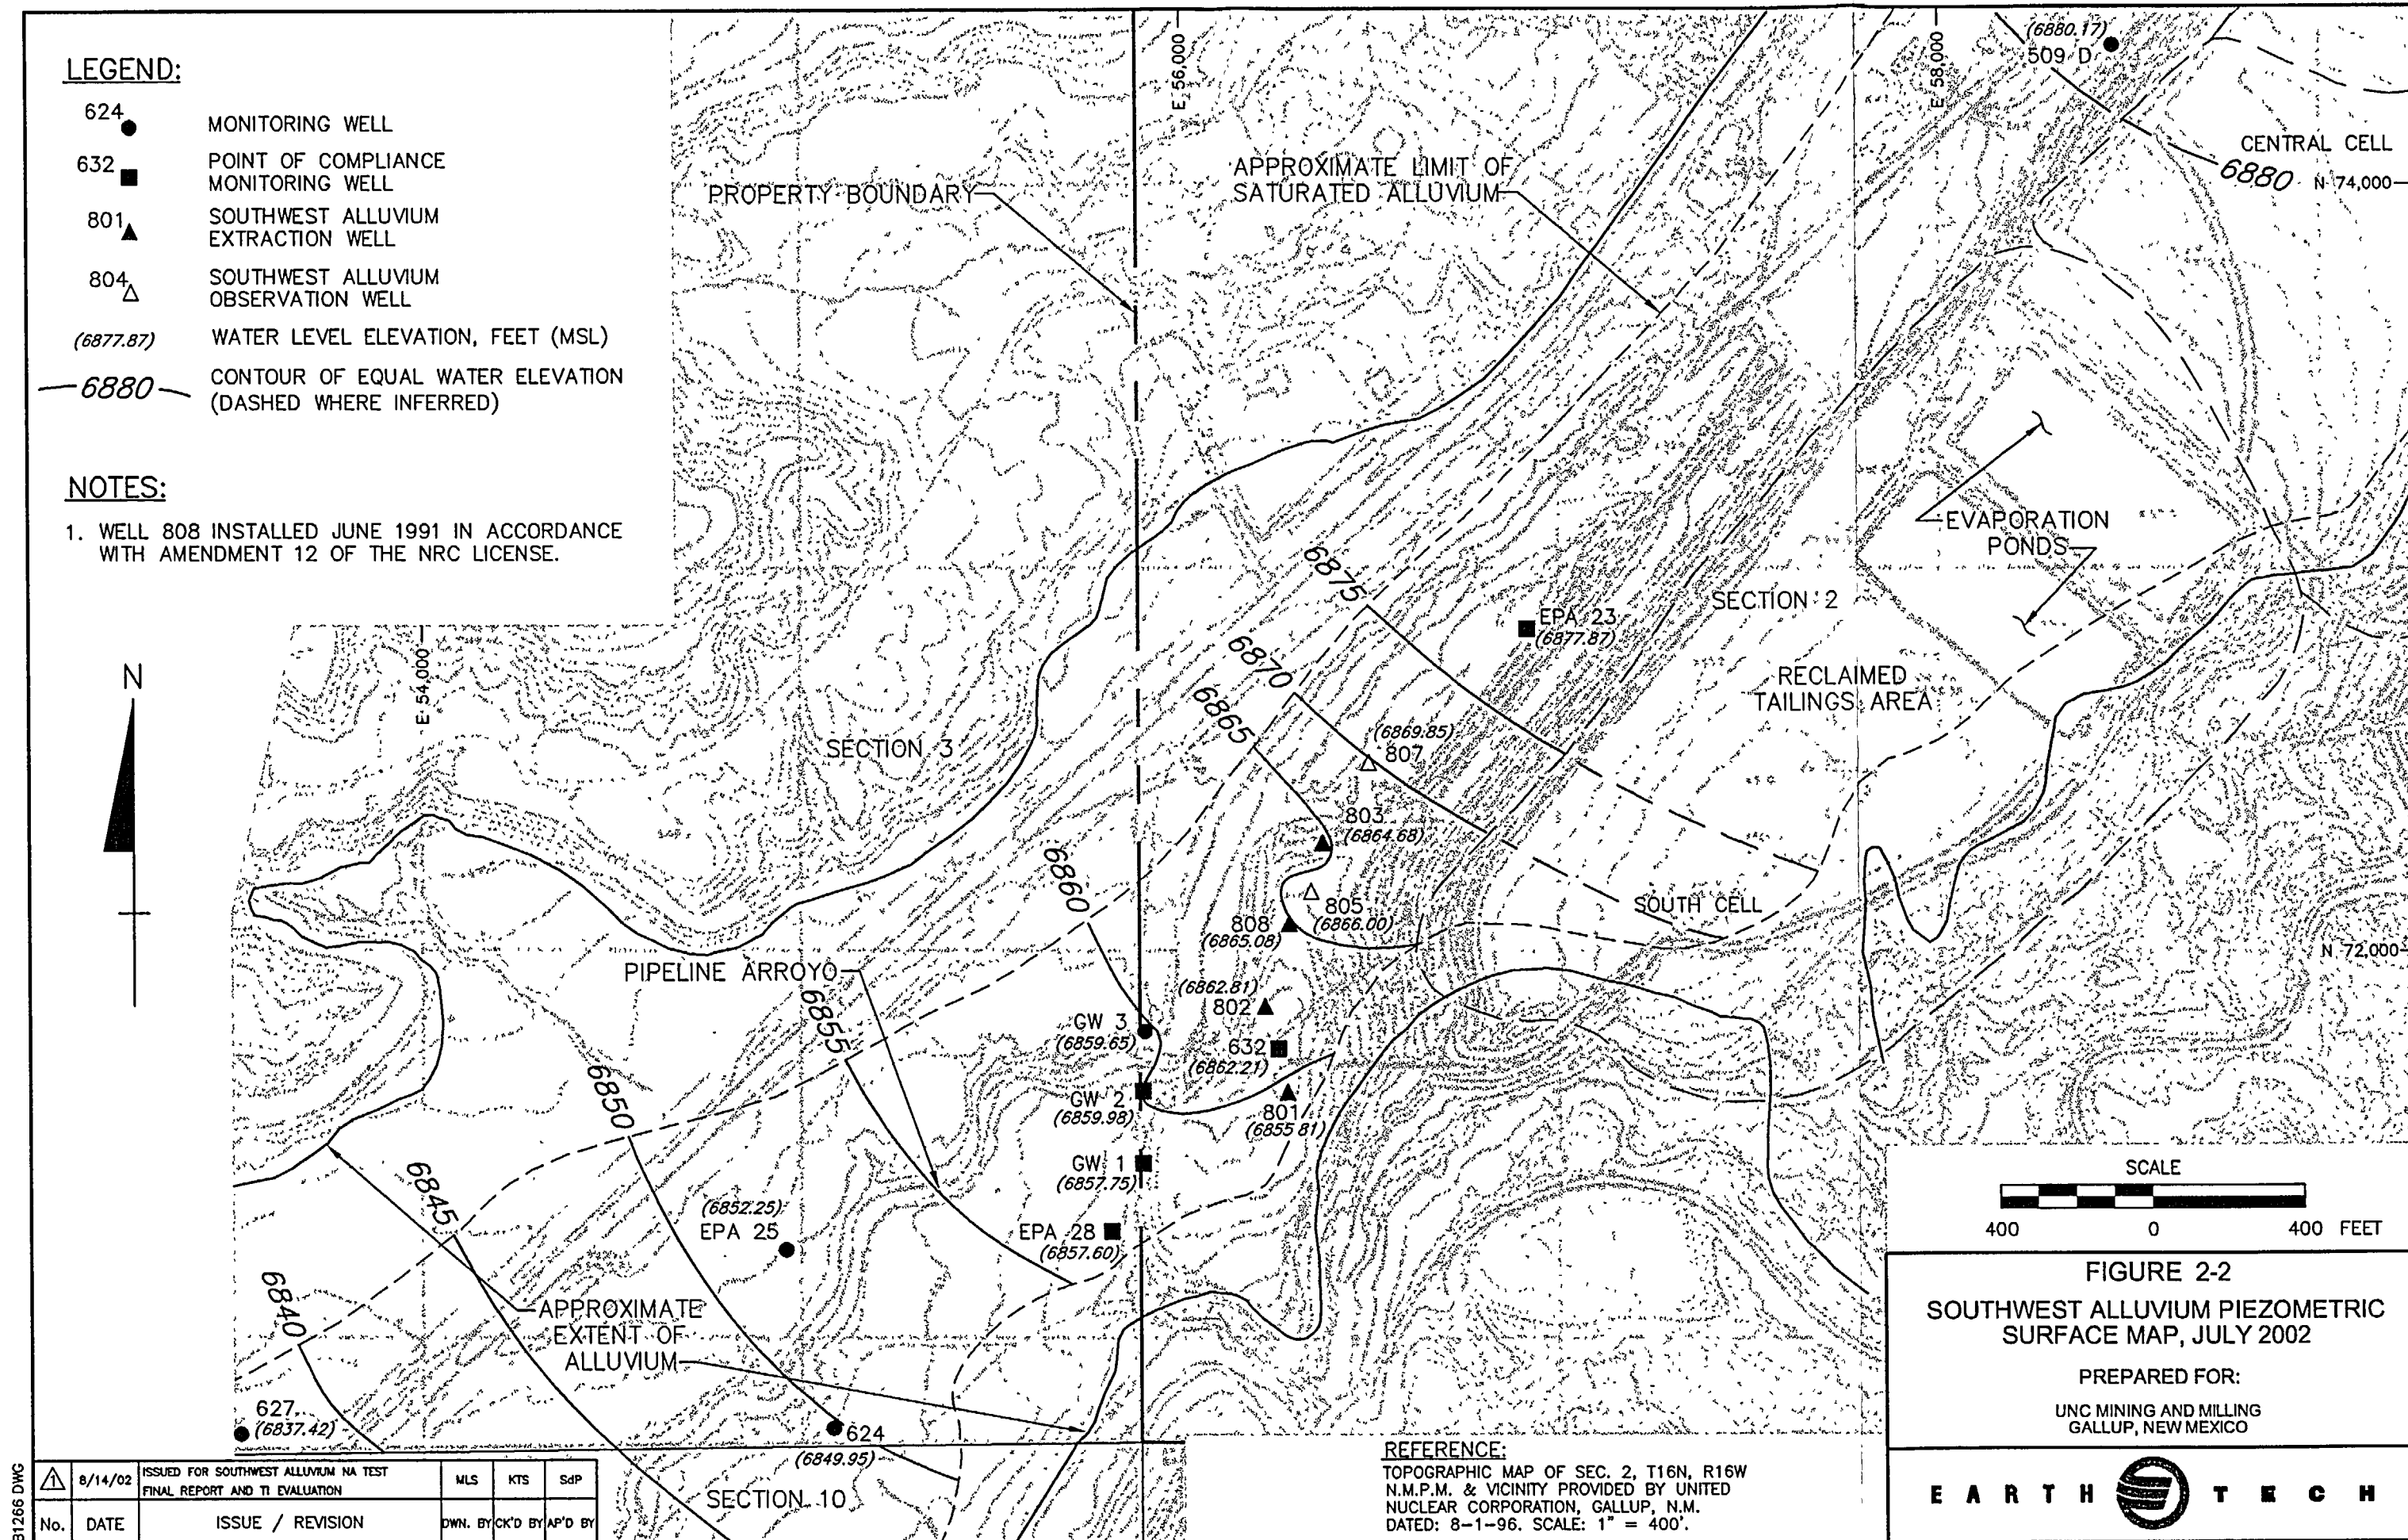 LEGEND:
624
MONITORING WELL
632
POINT OF COMPLIANCE
MONITORING WELL
801
SOUTHWEST ALLUVIUM
EXTRACTION WELL
804
SOUTHWEST ALLUVIUM
OBSERVATION WELL
(6877.87)
WATER LEVEL ELEVATION, FEET (MSL)
6880
CONTOUR OF EQUAL WATER ELEVATION
(DASHED WHERE INFERRED)
NOTES:
1. WELL 808 INSTALLED JUNE 1991 IN ACCORDANCE
WITH AMENDMENT 12 OF THE NRC LICENSE.
N
E 54,000
E 56,000
E 58,000
(6880.17)
509 D
CENTRAL CELL
6880
N 74,000
PROPERTY BOUNDARY
APPROXIMATE LIMIT OF
SATURATED ALLUVIUM
EVAPORATION
PONDS
6875
EPA 23
(6877.87)
SECTION 2
6870
6865
RECLAIMED
TAILINGS AREA
SECTION 3
(6869.85)
807
803
(6864.68)
6860
805
(6866.00)
808
(6865.08)
SOUTH CELL
N 72,000
PIPELINE ARROYO
(6862.81)
802
6855
GW 3
(6859.65)
632
(6862.21)
6850
GW 2
(6859.98)
801
(6855 81)
GW 1
(6857.75)
6845
(6852.25)
EPA 25
EPA 28
(6857.60)
6840
APPROXIMATE
EXTENT OF
ALLUVIUM
627
(6837.42)
624
(6849.95)
SECTION 10
SCALE
400 0 400 FEET
FIGURE 2-2
SOUTHWEST ALLUVIUM PIEZOMETRIC
SURFACE MAP, JULY 2002
PREPARED FOR:
UNC MINING AND MILLING
GALLUP, NEW MEXICO
EARTH TECH
REFERENCE:
TOPOGRAPHIC MAP OF SEC. 2, T16N, R16W
N.M.P.M. & VICINITY PROVIDED BY UNITED
NUCLEAR CORPORATION, GALLUP, N.M.
DATED: 8-1-96. SCALE: 1" = 400'.
1 8/14/02 ISSUED FOR SOUTHWEST ALLUVIUM NA TEST
FINAL REPORT AND TI EVALUATION
MLS KTS SdP
No. DATE ISSUE / REVISION DWN. BY CK'D BY AP'D BY
31266 DWG